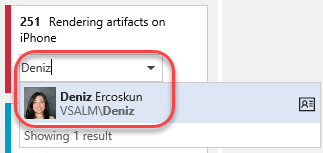 251 Rendering artifacts on
iPhone
Deniz
Deniz Ercoskun
VSALM\Deniz
Showing 1 result